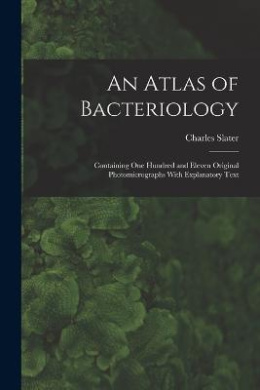 An Atlas of
Bacteriology
Charles Slater
Containing One Hundred and Eleven Original
Photomicrographs With Explanatory Text